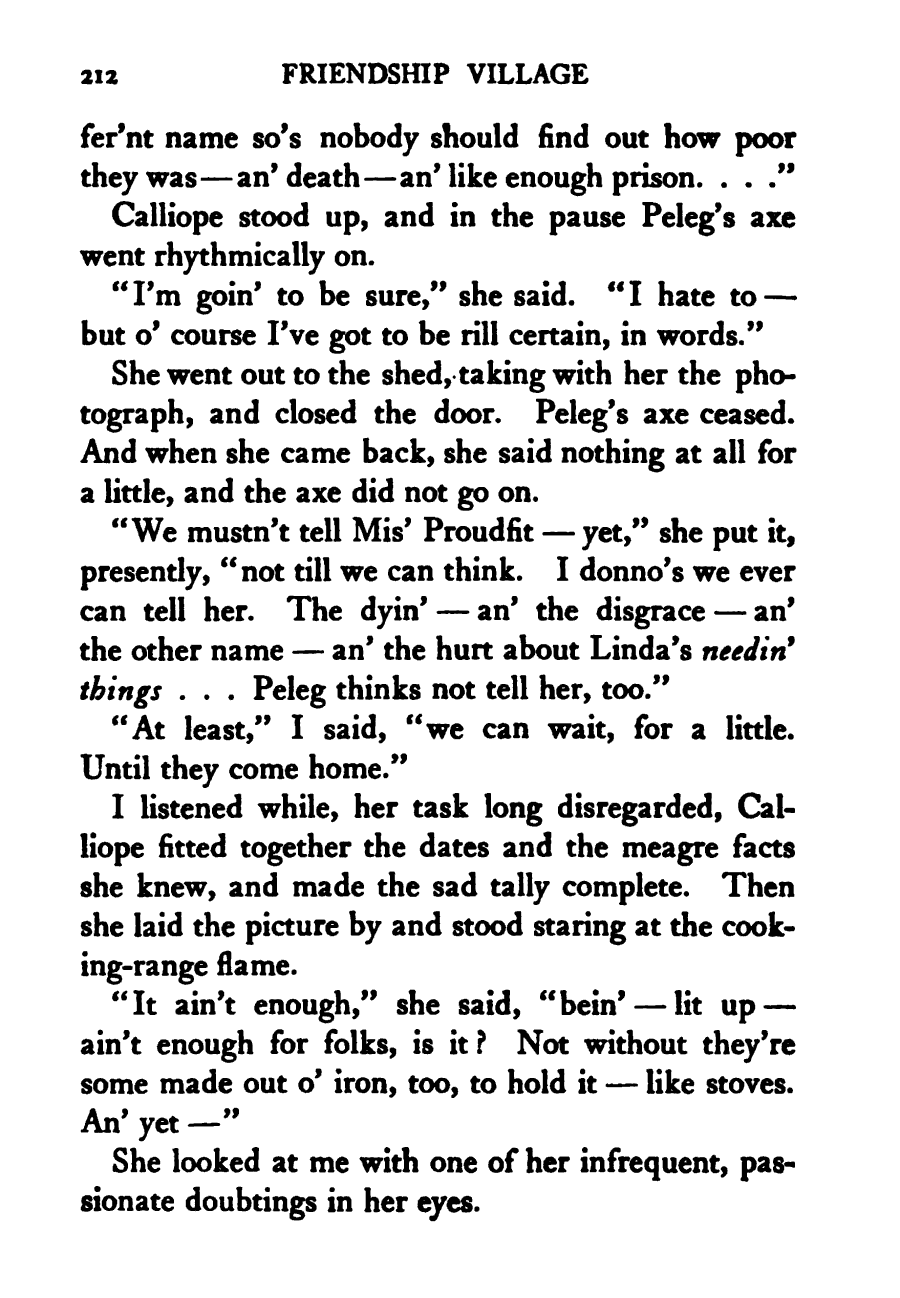 212 FRIENDSHIP VILLAGE
fer’nt name so’s nobody should find out how poor
they was—an’ death—an’ like enough prison. . . .”
Calliope stood up, and in the pause Peleg’s axe
went rhythmically on.
“I’m goin’ to be sure,” she said. “I hate to —
but o’ course I’ve got to be rill certain, in words.”
She went out to the shed, taking with her the pho-
tograph, and closed the door. Peleg’s axe ceased.
And when she came back, she said nothing at all for
a little, and the axe did not go on.
“We mustn’t tell Mis’ Proudfit — yet,” she put it,
presently, “not till we can think. I donno’s we ever
can tell her. The dyin’ — an’ the disgrace — an’
the other name — an’ the hurt about Linda’s needin’
things . . . Peleg thinks not tell her, too.”
“At least,” I said, “we can wait, for a little.
Until they come home.”
I listened while, her task long disregarded, Cal-
liope fitted together the dates and the meagre facts
she knew, and made the sad tally complete. Then
she laid the picture by and stood staring at the cook-
ing-range flame.
“It ain’t enough,” she said, “bein’ — lit up —
ain’t enough for folks, is it? Not without they’re
some made out o’ iron, too, to hold it — like stoves.
An’ yet —”
She looked at me with one of her infrequent, pas-
sionate doubtings in her eyes.